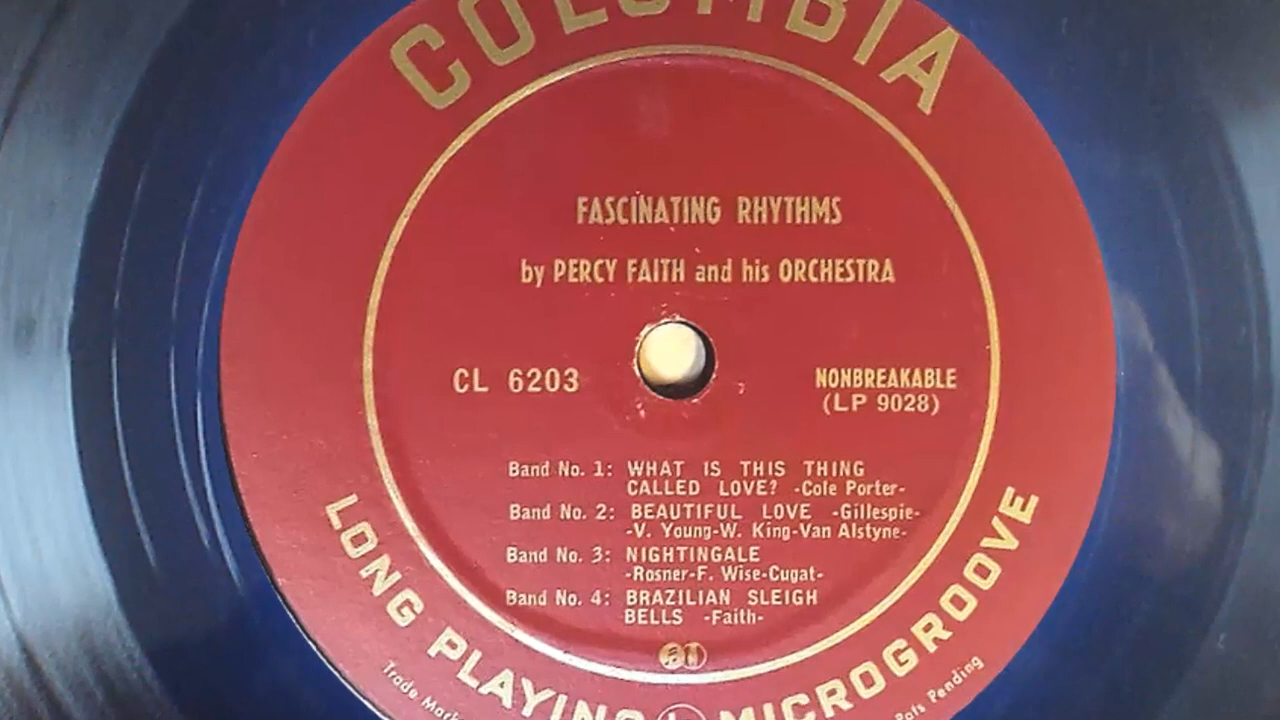 COLUMBIA
FASCINATING RHYTHMS
by PERCY FAITH and his ORCHESTRA
CL 6203
NONBREAKABLE
(LP 9028)
Band No. 1: WHAT IS THIS THING
CALLED LOVE? -Cole Porter-
Band No. 2: BEAUTIFUL LOVE -Gillespie-
-V. Young-W. King-Van Alstyne-
Band No. 3: NIGHTINGALE
-Rosner-F. Wise-Cugat-
Band No. 4: BRAZILIAN SLEIGH
BELLS -Faith-
LONG PLAYING MICROGROOVE
Trade Mark
Pats Pending